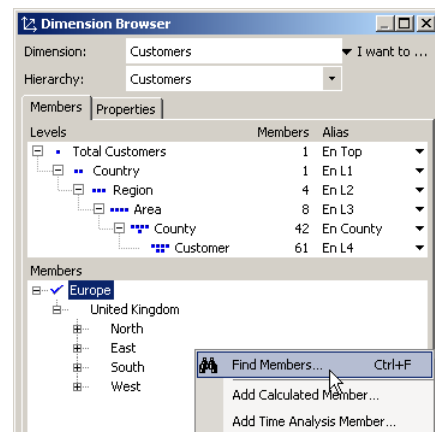 Dimension Browser
Dimension: Customers I want to ...
Hierarchy: Customers
Members Properties
Levels Members Alias
Total Customers 1 En Top
Country 1 En L1
Region 4 En L2
Area 8 En L3
County 42 En County
Customer 61 En L4
Members
Europe
United Kingdom
North
East
South
West
Find Members... Ctrl+F
Add Calculated Member...
Add Time Analysis Member...